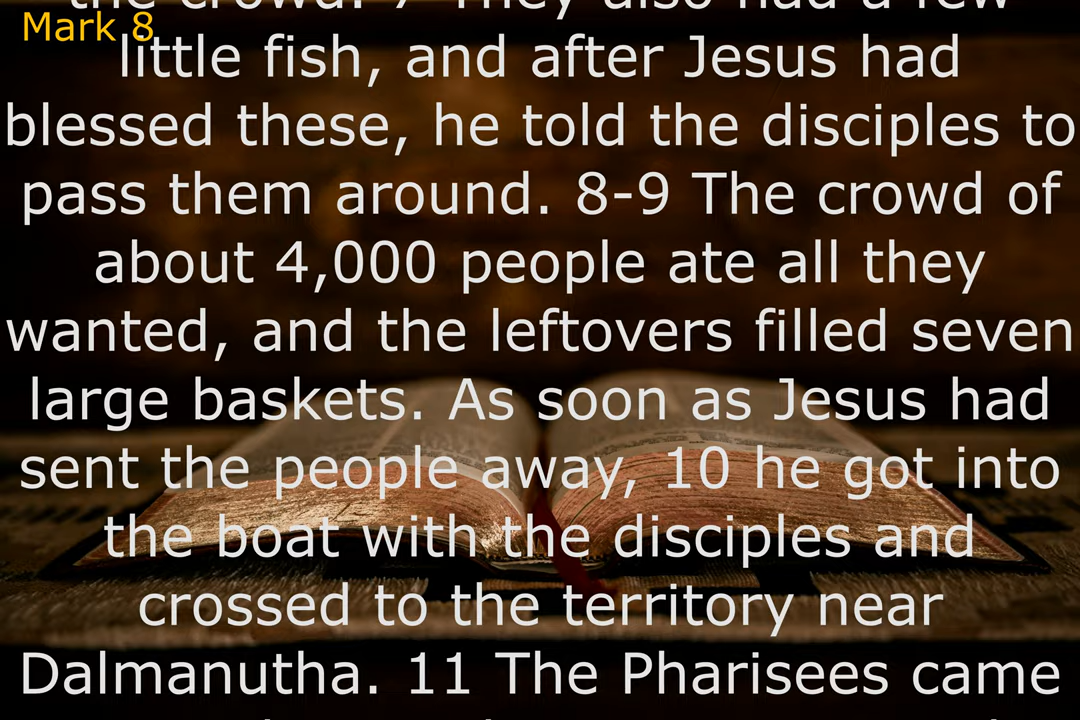 the crowd. 7 They also had a few
Mark 8
little fish, and after Jesus had
blessed these, he told the disciples to
pass them around. 8-9 The crowd of
about 4,000 people ate all they
wanted, and the leftovers filled seven
large baskets. As soon as Jesus had
sent the people away, 10 he got into
the boat with the disciples and
crossed to the territory near
Dalmanutha. 11 The Pharisees came